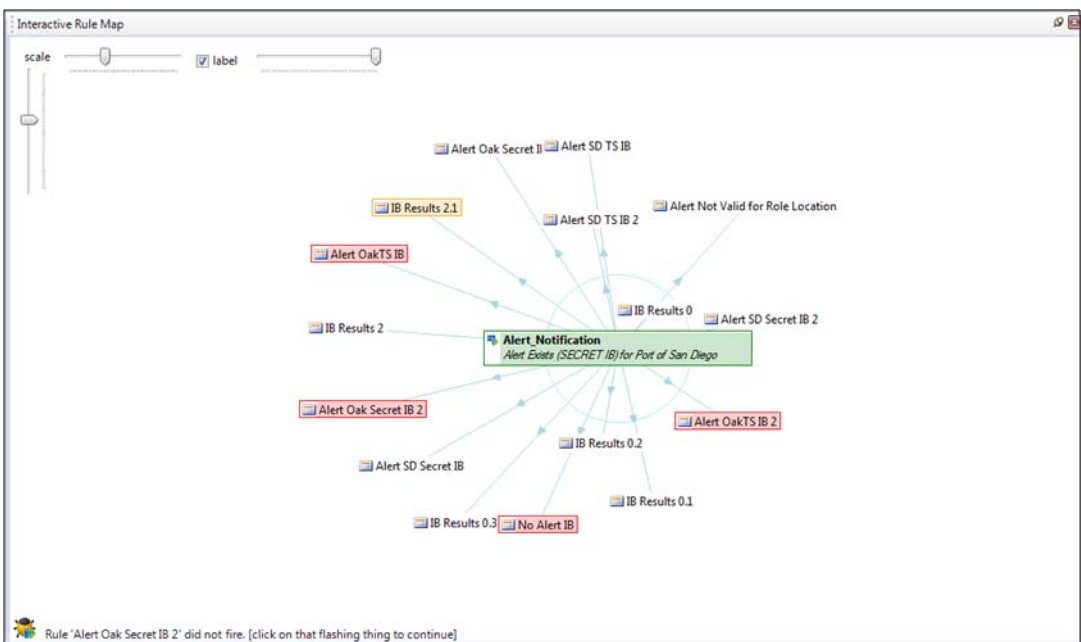 Interactive Rule Map
scale
label
Alert Oak Secret I
Alert SD TS IB
IB Results 2.1
Alert SD TS IB 2
Alert Not Valid for Role Location
Alert OakTS IB
IB Results 0
Alert SD Secret IB 2
IB Results 2
Alert_Notification
Alert Exists (SECRET IB) for Port of San Diego
Alert Oak Secret IB 2
Alert OakTS IB 2
IB Results 0.2
Alert SD Secret IB
IB Results 0.1
IB Results 0.3
No Alert IB
Rule 'Alert Oak Secret IB 2' did not fire. [click on that flashing thing to continue]